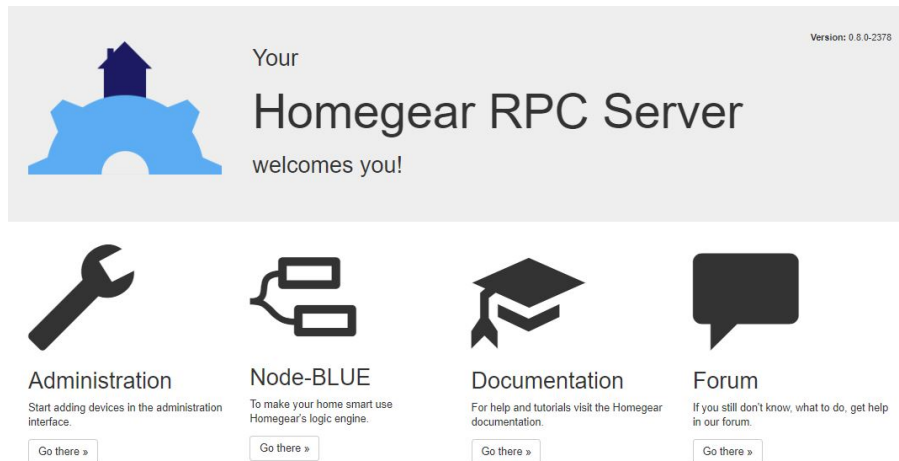 Version: 0.8.0-2378
Your
Homegear RPC Server
welcomes you!
Administration
Start adding devices in the administration
interface.
Go there »
Node-BLUE
To make your home smart use
Homegear's logic engine.
Go there »
Documentation
For help and tutorials visit the Homegear
documentation.
Go there »
Forum
If you still don't know, what to do, get help
in our forum.
Go there »